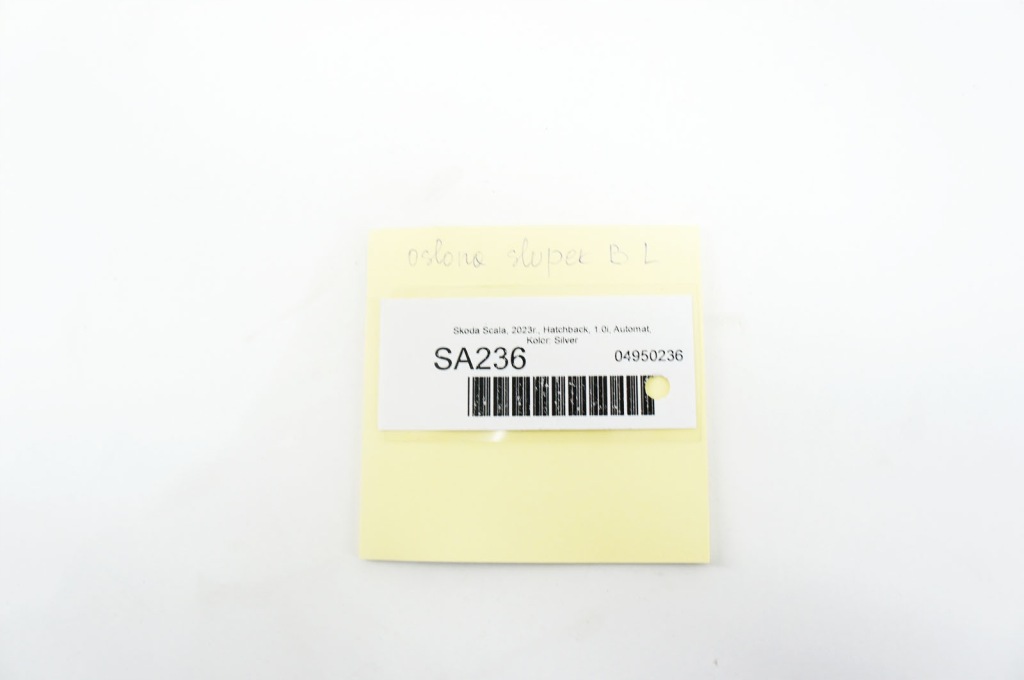 oslona slupek B L
Skoda Scala, 2023r., Hatchback, 1.0i, Automat,
Kolor: Silver
SA236
04950236